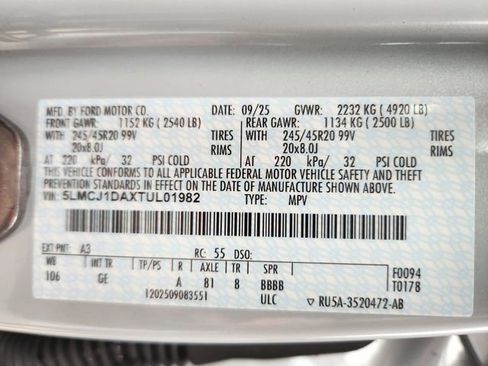 MFD. BY FORD MOTOR CO. DATE: 09/25 GVWR: 2232 KG ( 4920 LB)
FRONT GAWR: 1152 KG ( 2540 LB) REAR GAWR: 1134 KG ( 2500 LB)
WITH 245/45R20 99V TIRES WITH 245/45R20 99V TIRES
20x8.0J RIMS 20x8.0J RIMS
AT 220 kPa/ 32 PSI COLD AT 220 kPa/ 32 PSI COLD
THIS VEHICLE CONFORMS TO ALL APPLICABLE FEDERAL MOTOR VEHICLE SAFETY AND THEFT
PREVENTION STANDARDS IN EFFECT ON THE DATE OF MANUFACTURE SHOWN ABOVE.
VIN: 5LMCJ1DAXTUL01982 TYPE: MPV
EXT PNT: A3 RC: 55 DSO: F0094
WB INT TR TP/PS R AXLE TR SPR T0178
106 GE A 81 8 BBBB
1202509083551 ULC ▽ RU5A-3520472-AB